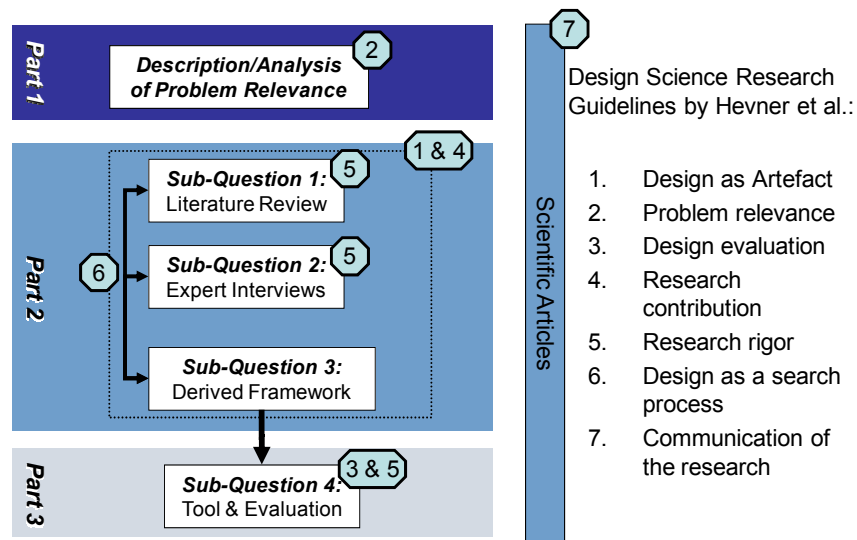 Part 1
Description/Analysis
of Problem Relevance
2
Part 2
1 & 4
Sub-Question 1:
Literature Review
5
Sub-Question 2:
Expert Interviews
5
6
Sub-Question 3:
Derived Framework
Part 3
Sub-Question 4:
Tool & Evaluation
3 & 5
7
Scientific Articles
Design Science Research
Guidelines by Hevner et al.:
1. Design as Artefact
2. Problem relevance
3. Design evaluation
4. Research
contribution
5. Research rigor
6. Design as a search
process
7. Communication of
the research